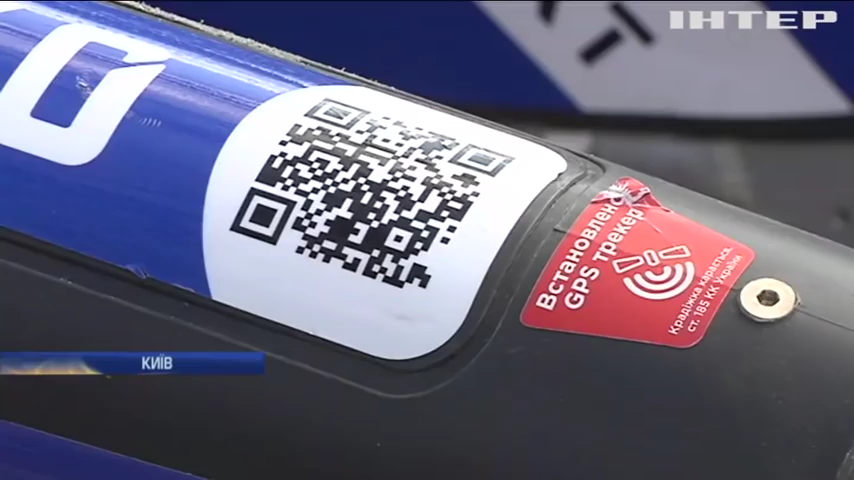 ІНТЕР
Встановлено
GPS трекер
Крадіжка карається.
ст. 185 КК України
КИЇВ